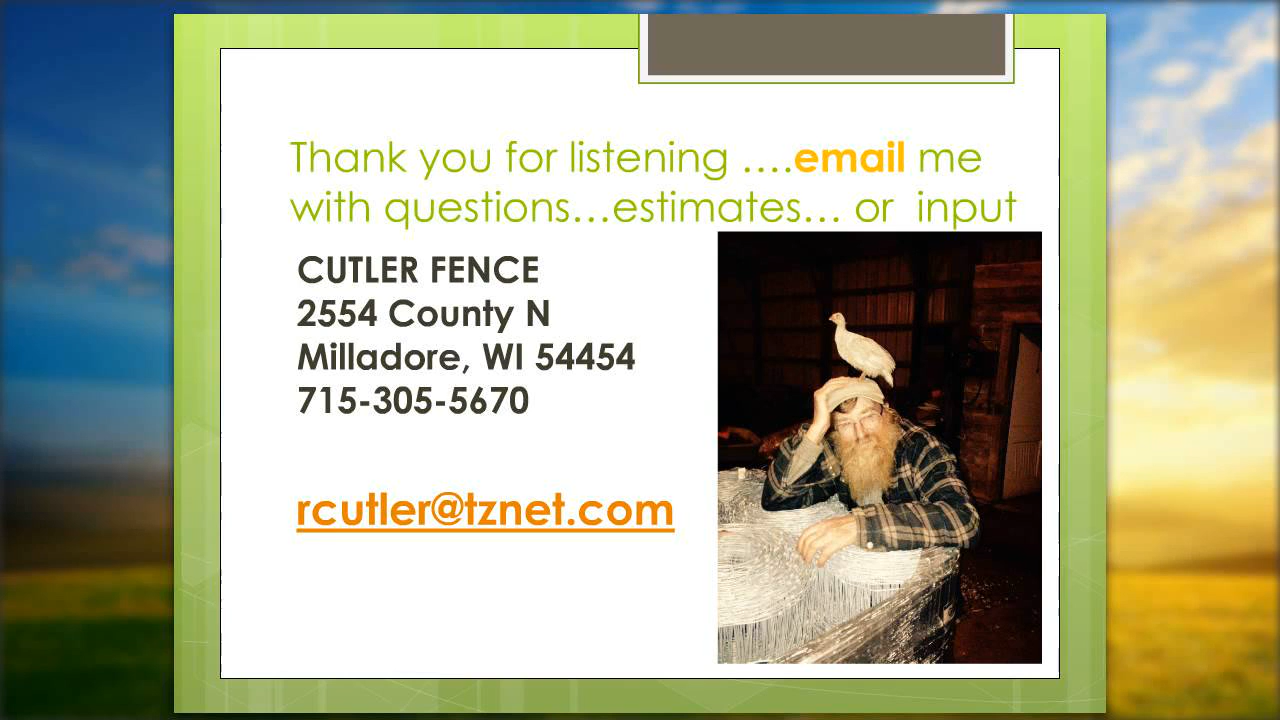 Thank you for listening ....email me
with questions...estimates... or input
CUTLER FENCE
2554 County N
Milladore, WI 54454
715-305-5670
rcutler@tznet.com